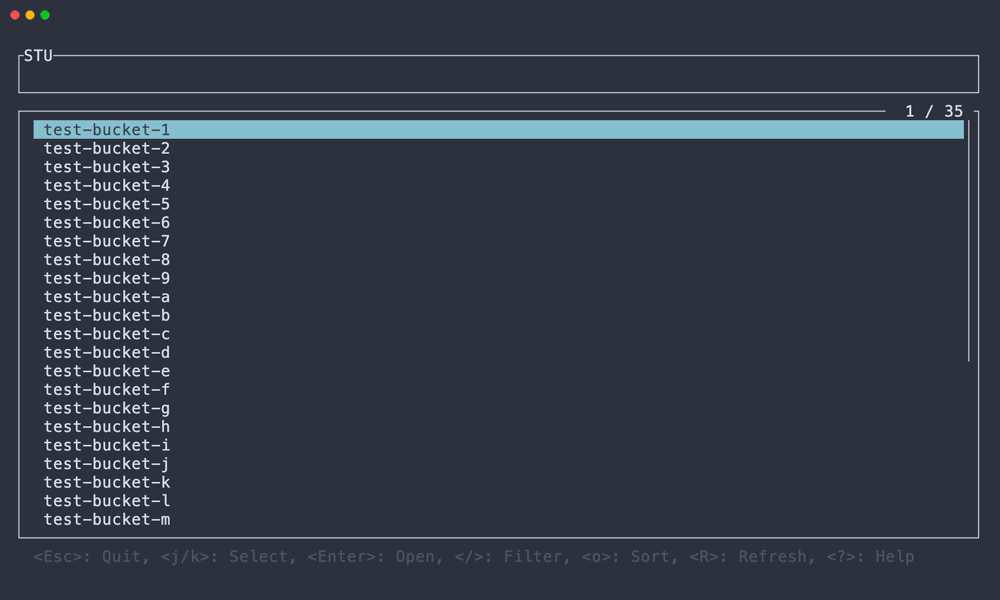 STU
1 / 35
test-bucket-1
test-bucket-2
test-bucket-3
test-bucket-4
test-bucket-5
test-bucket-6
test-bucket-7
test-bucket-8
test-bucket-9
test-bucket-a
test-bucket-b
test-bucket-c
test-bucket-d
test-bucket-e
test-bucket-f
test-bucket-g
test-bucket-h
test-bucket-i
test-bucket-j
test-bucket-k
test-bucket-l
test-bucket-m
<Esc>: Quit, <j/k>: Select, <Enter>: Open, </>: Filter, <o>: Sort, <R>: Refresh, <?>: Help